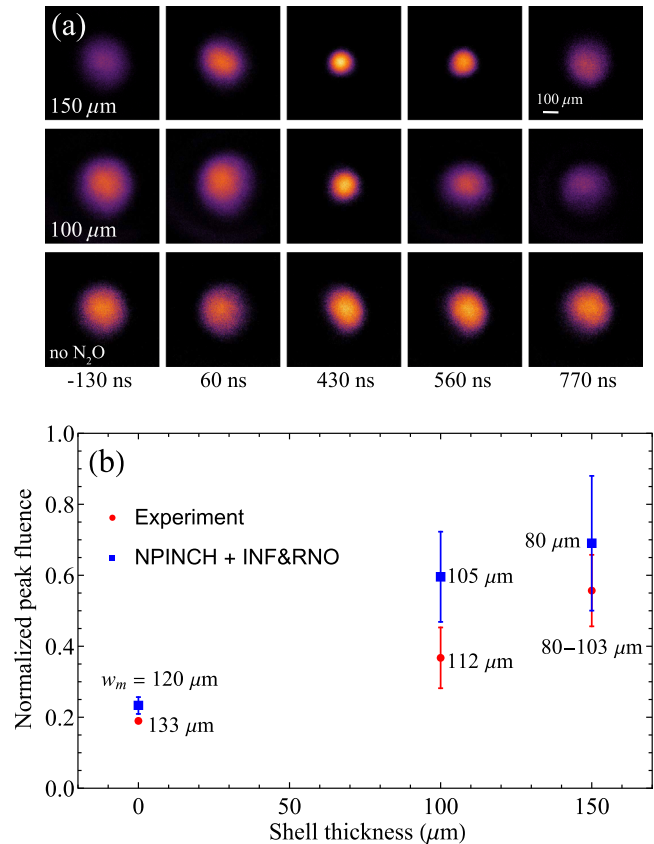 (a)
150 μm
100 μm
100 μm
no N₂O
-130 ns 60 ns 430 ns 560 ns 770 ns
(b)
Normalized peak fluence
1.0
0.8
0.6
0.4
0.2
0.0
Experiment
NPINCH + INF&RNO
80 μm
105 μm
80–103 μm
112 μm
wₘ = 120 μm
133 μm
0 50 100 150
Shell thickness (μm)